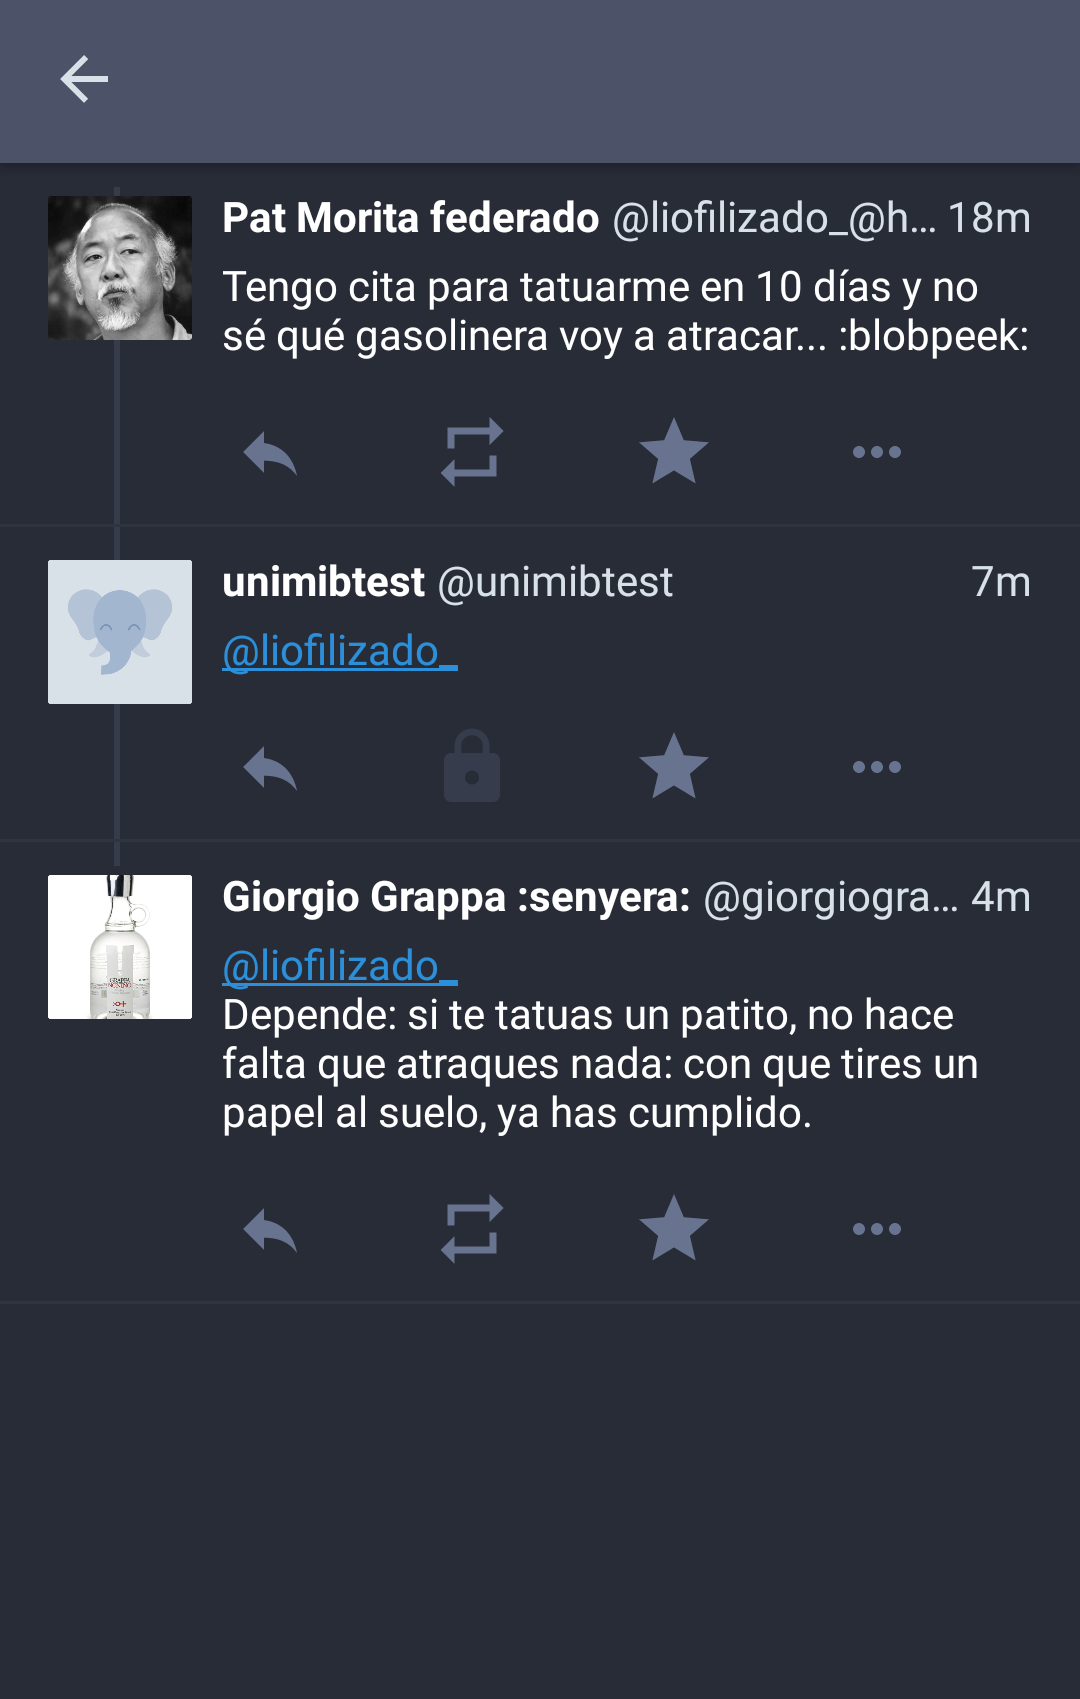 Pat Morita federado @liofilizado_@h... 18m
Tengo cita para tatuarme en 10 días y no
sé qué gasolinera voy a atracar... :blobpeek:
unimibtest @unimibtest 7m
@liofilizado_
Giorgio Grappa :senyera: @giorgiogra... 4m
@liofilizado_
Depende: si te tatuas un patito, no hace
falta que atraques nada: con que tires un
papel al suelo, ya has cumplido.